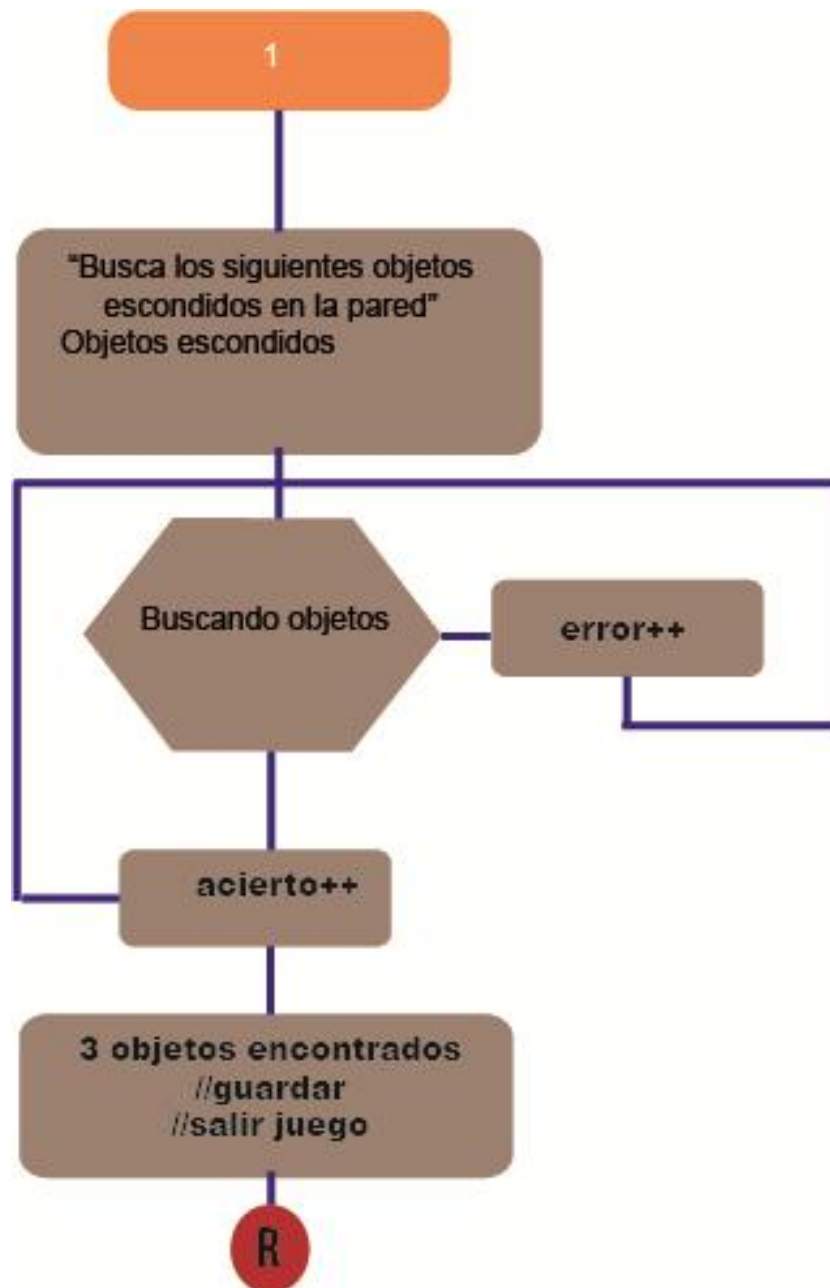 1
“Busca los siguientes objetos
escondidos en la pared”
Objetos escondidos
Buscando objetos
error++
acierto++
3 objetos encontrados
//guardar
//salir juego
R